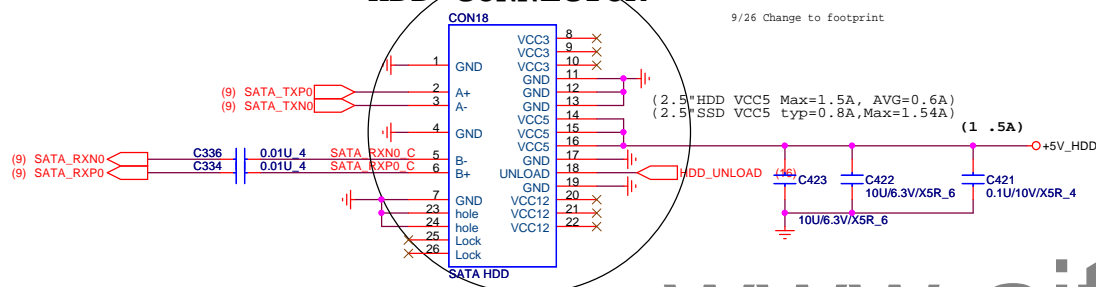 HDD CONNECTOR
9/26 Change to footprint
CON18
VCC3 8
VCC3 9
VCC3 10
1 GND
GND 11
(9) SATA_TXP0 2 A+
GND 12
(9) SATA_TXN0 3 A-
GND 13
(2.5"HDD VCC5 Max=1.5A, AVG=0.6A)
(2.5"SSD VCC5 typ=0.8A,Max=1.54A)
VCC5 14
4 GND
VCC5 15
(1 .5A)
VCC5 16
+5V_HDD
(9) SATA_RXN0 C336 0.01U_4 SATA_RXN0_C 5 B-
GND 17
(9) SATA_RXP0 C334 0.01U_4 SATA_RXP0_C 6 B+
UNLOAD 18 HDD_UNLOAD (16)
GND 19
C423
C422
C421
10U/6.3V/X5R_6
0.1U/10V/X5R_4
10U/6.3V/X5R_6
7 GND
VCC12 20
23 hole
VCC12 21
24 hole
VCC12 22
25 Lock
26 Lock
SATA HDD